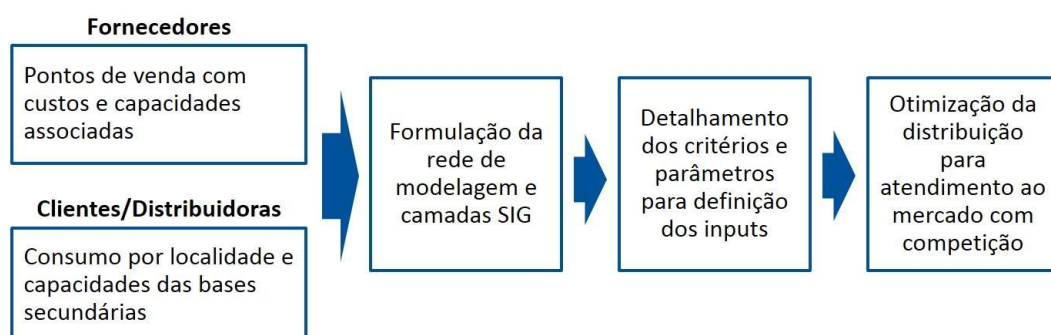 Fornecedores
Pontos de venda com
custos e capacidades
associadas
Clientes/Distribuidoras
Consumo por localidade e
capacidades das bases
secundárias
Formulação da
rede de
modelagem e
camadas SIG
Detalhamento
dos critérios e
parâmetros
para definição
dos inputs
Otimização da
distribuição
para
atendimento ao
mercado com
competição